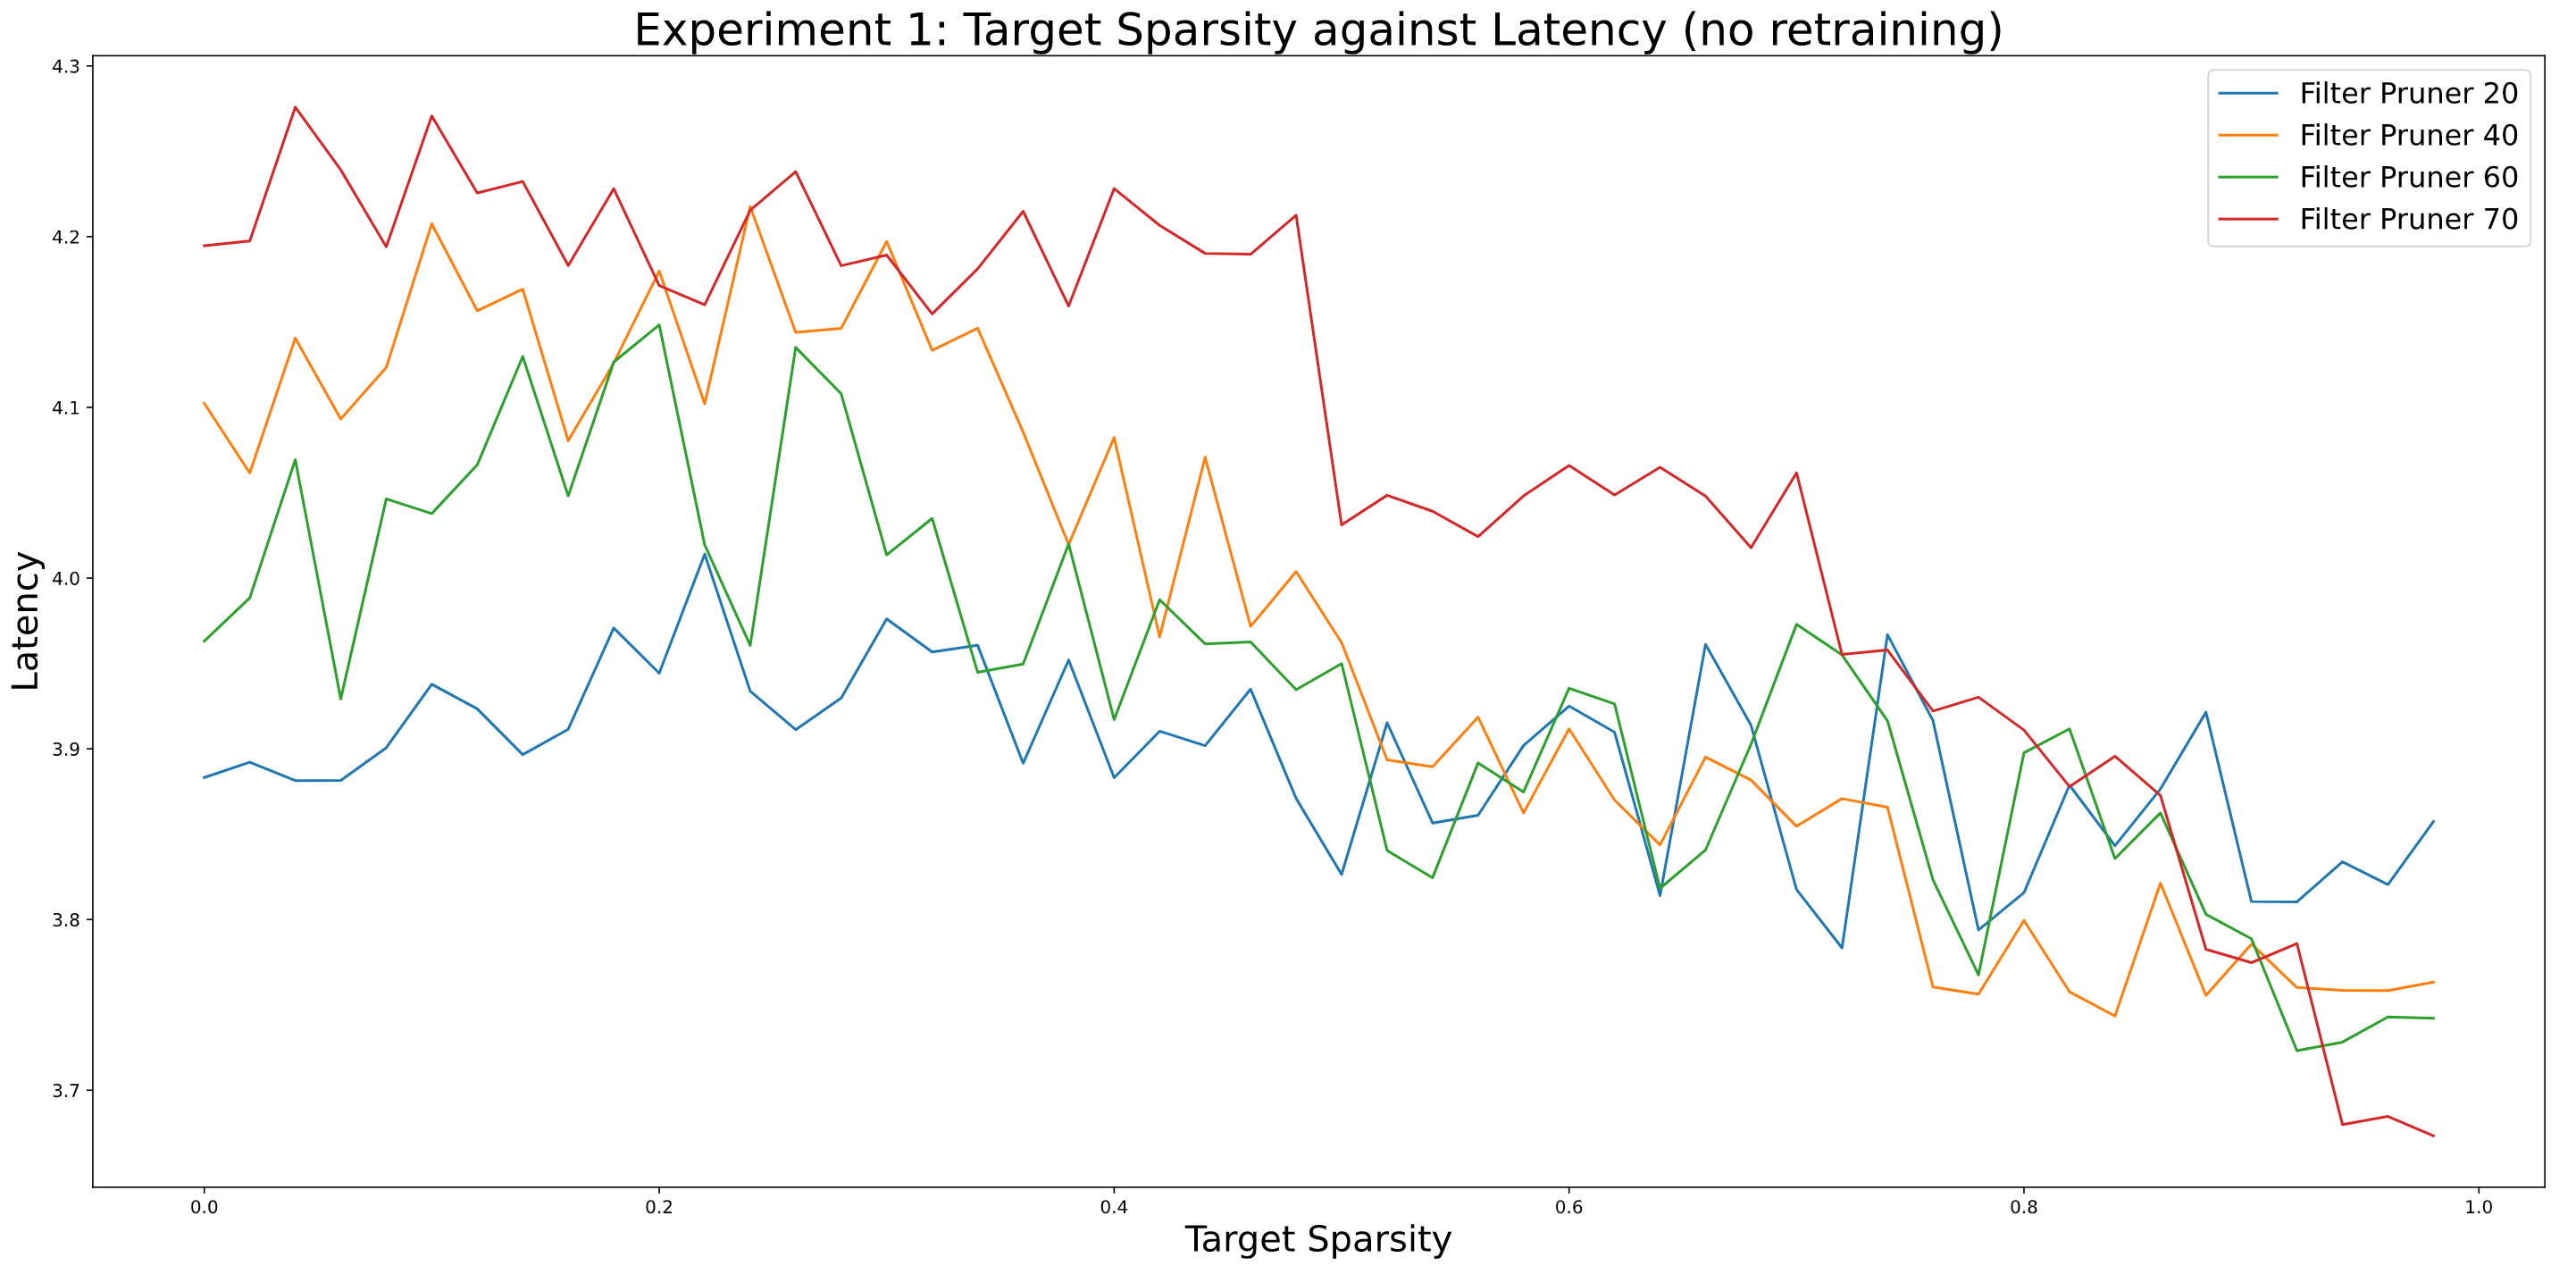 Experiment 1: Target Sparsity against Latency (no retraining)
Filter Pruner 20
Filter Pruner 40
Filter Pruner 60
Filter Pruner 70
Latency
4.3
4.2
4.1
4.0
3.9
3.8
3.7
0.0
0.2
0.4
0.6
0.8
1.0
Target Sparsity